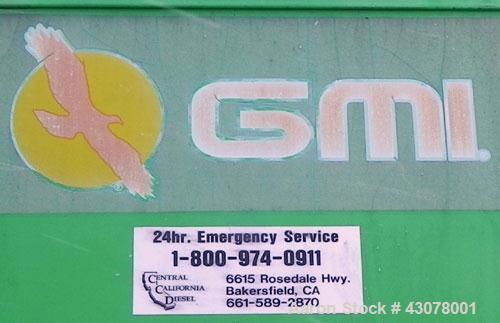 GMI.
®
24hr. Emergency Service
1-800-974-0911
CENTRAL
CALIFORNIA
DIESEL
6615 Rosedale Hwy.
Bakersfield, CA
661-589-2870
Aaron Stock # 43078001